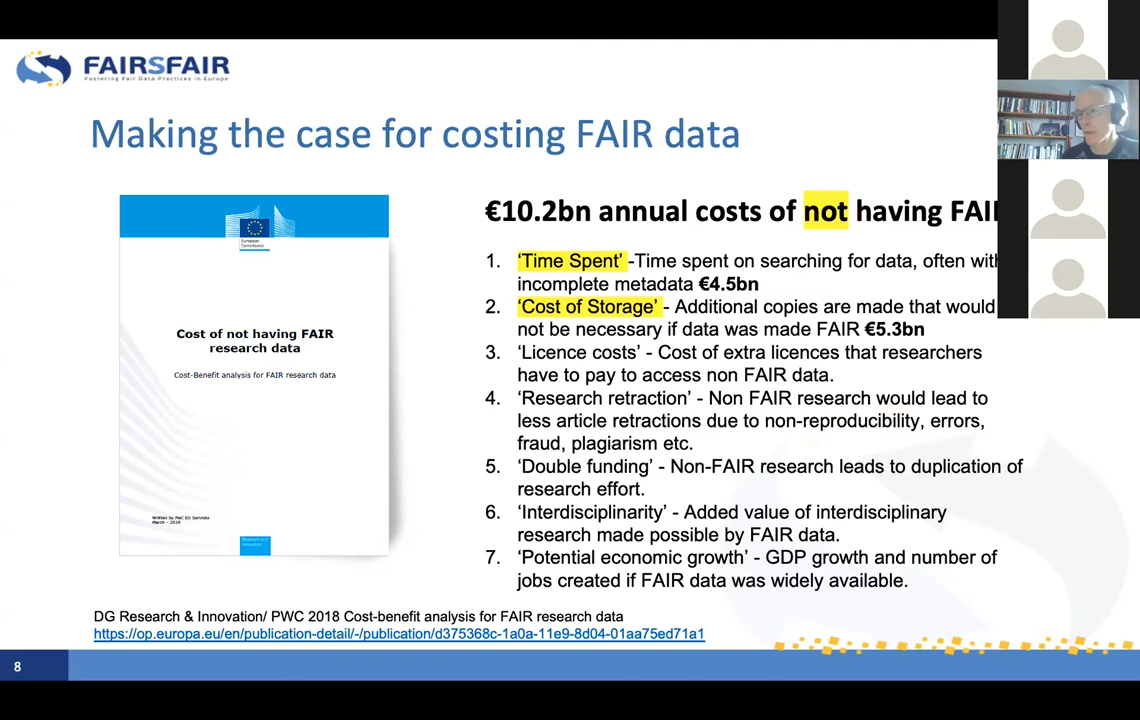 FAIRSFAIR
Fostering Fair Data Practices in Europe
Making the case for costing FAIR data
European
Commission
Cost of not having FAIR
research data
Cost-Benefit analysis for FAIR research data
Written by PwC EU Services
March – 2018
Research and
Innovation
€10.2bn annual costs of not having FAI
1. ‘Time Spent’ -Time spent on searching for data, often with
incomplete metadata €4.5bn
2. ‘Cost of Storage’ - Additional copies are made that would
not be necessary if data was made FAIR €5.3bn
3. ‘Licence costs’ - Cost of extra licences that researchers
have to pay to access non FAIR data.
4. ‘Research retraction’ - Non FAIR research would lead to
less article retractions due to non-reproducibility, errors,
fraud, plagiarism etc.
5. ‘Double funding’ - Non-FAIR research leads to duplication of
research effort.
6. ‘Interdisciplinarity’ - Added value of interdisciplinary
research made possible by FAIR data.
7. ‘Potential economic growth’ - GDP growth and number of
jobs created if FAIR data was widely available.
DG Research & Innovation/ PWC 2018 Cost-benefit analysis for FAIR research data
https://op.europa.eu/en/publication-detail/-/publication/d375368c-1a0a-11e9-8d04-01aa75ed71a1
8